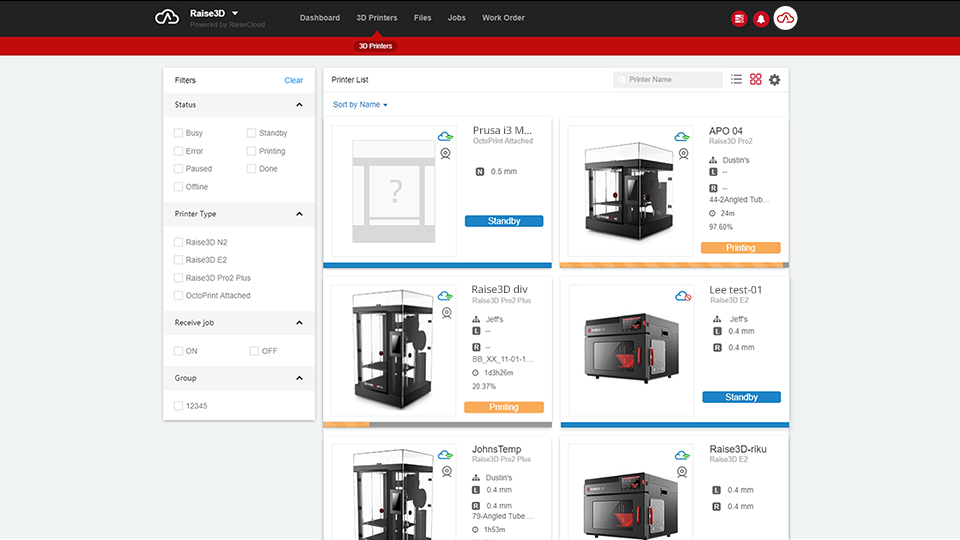 Raise3D
Powered by RaiseCloud
Dashboard
3D Printers
Files
Jobs
Work Order
3D Printers
Filters
Clear
Status
Busy
Standby
Error
Printing
Paused
Done
Offline
Printer Type
Raise3D N2
Raise3D E2
Raise3D Pro2 Plus
OctoPrint Attached
Receive job
ON
OFF
Group
12345
Printer List
Printer Name
Sort by Name
?
Prusa i3 M...
OctoPrint Attached
N 0.5 mm
Standby
APO 04
Raise3D Pro2
Dustin's
L --
R --
44-2Angled Tube...
24m
97.60%
Printing
Raise3D div
Raise3D Pro2 Plus
Jeff's
L --
R --
BB_XX_11-01-1...
1d3h26m
20.37%
Printing
Lee test-01
Raise3D E2
Jeff's
L 0.4 mm
R 0.4 mm
Standby
JohnsTemp
Raise3D Pro2 Plus
Dustin's
L 0.4 mm
R 0.4 mm
79-Angled Tube....
1h53m
Raise3D-riku
Raise3D E2
L 0.4 mm
R 0.4 mm